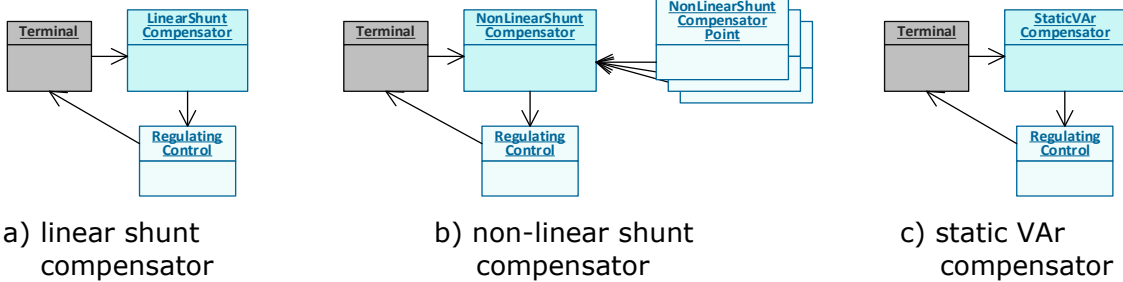 Terminal
LinearShunt
Compensator
Regulating
Control
a) linear shunt
compensator
Terminal
NonLinearShunt
Compensator
NonLinearShunt
Compensator
Point
Regulating
Control
b) non-linear shunt
compensator
Terminal
StaticVAr
Compensator
Regulating
Control
c) static VAr
compensator